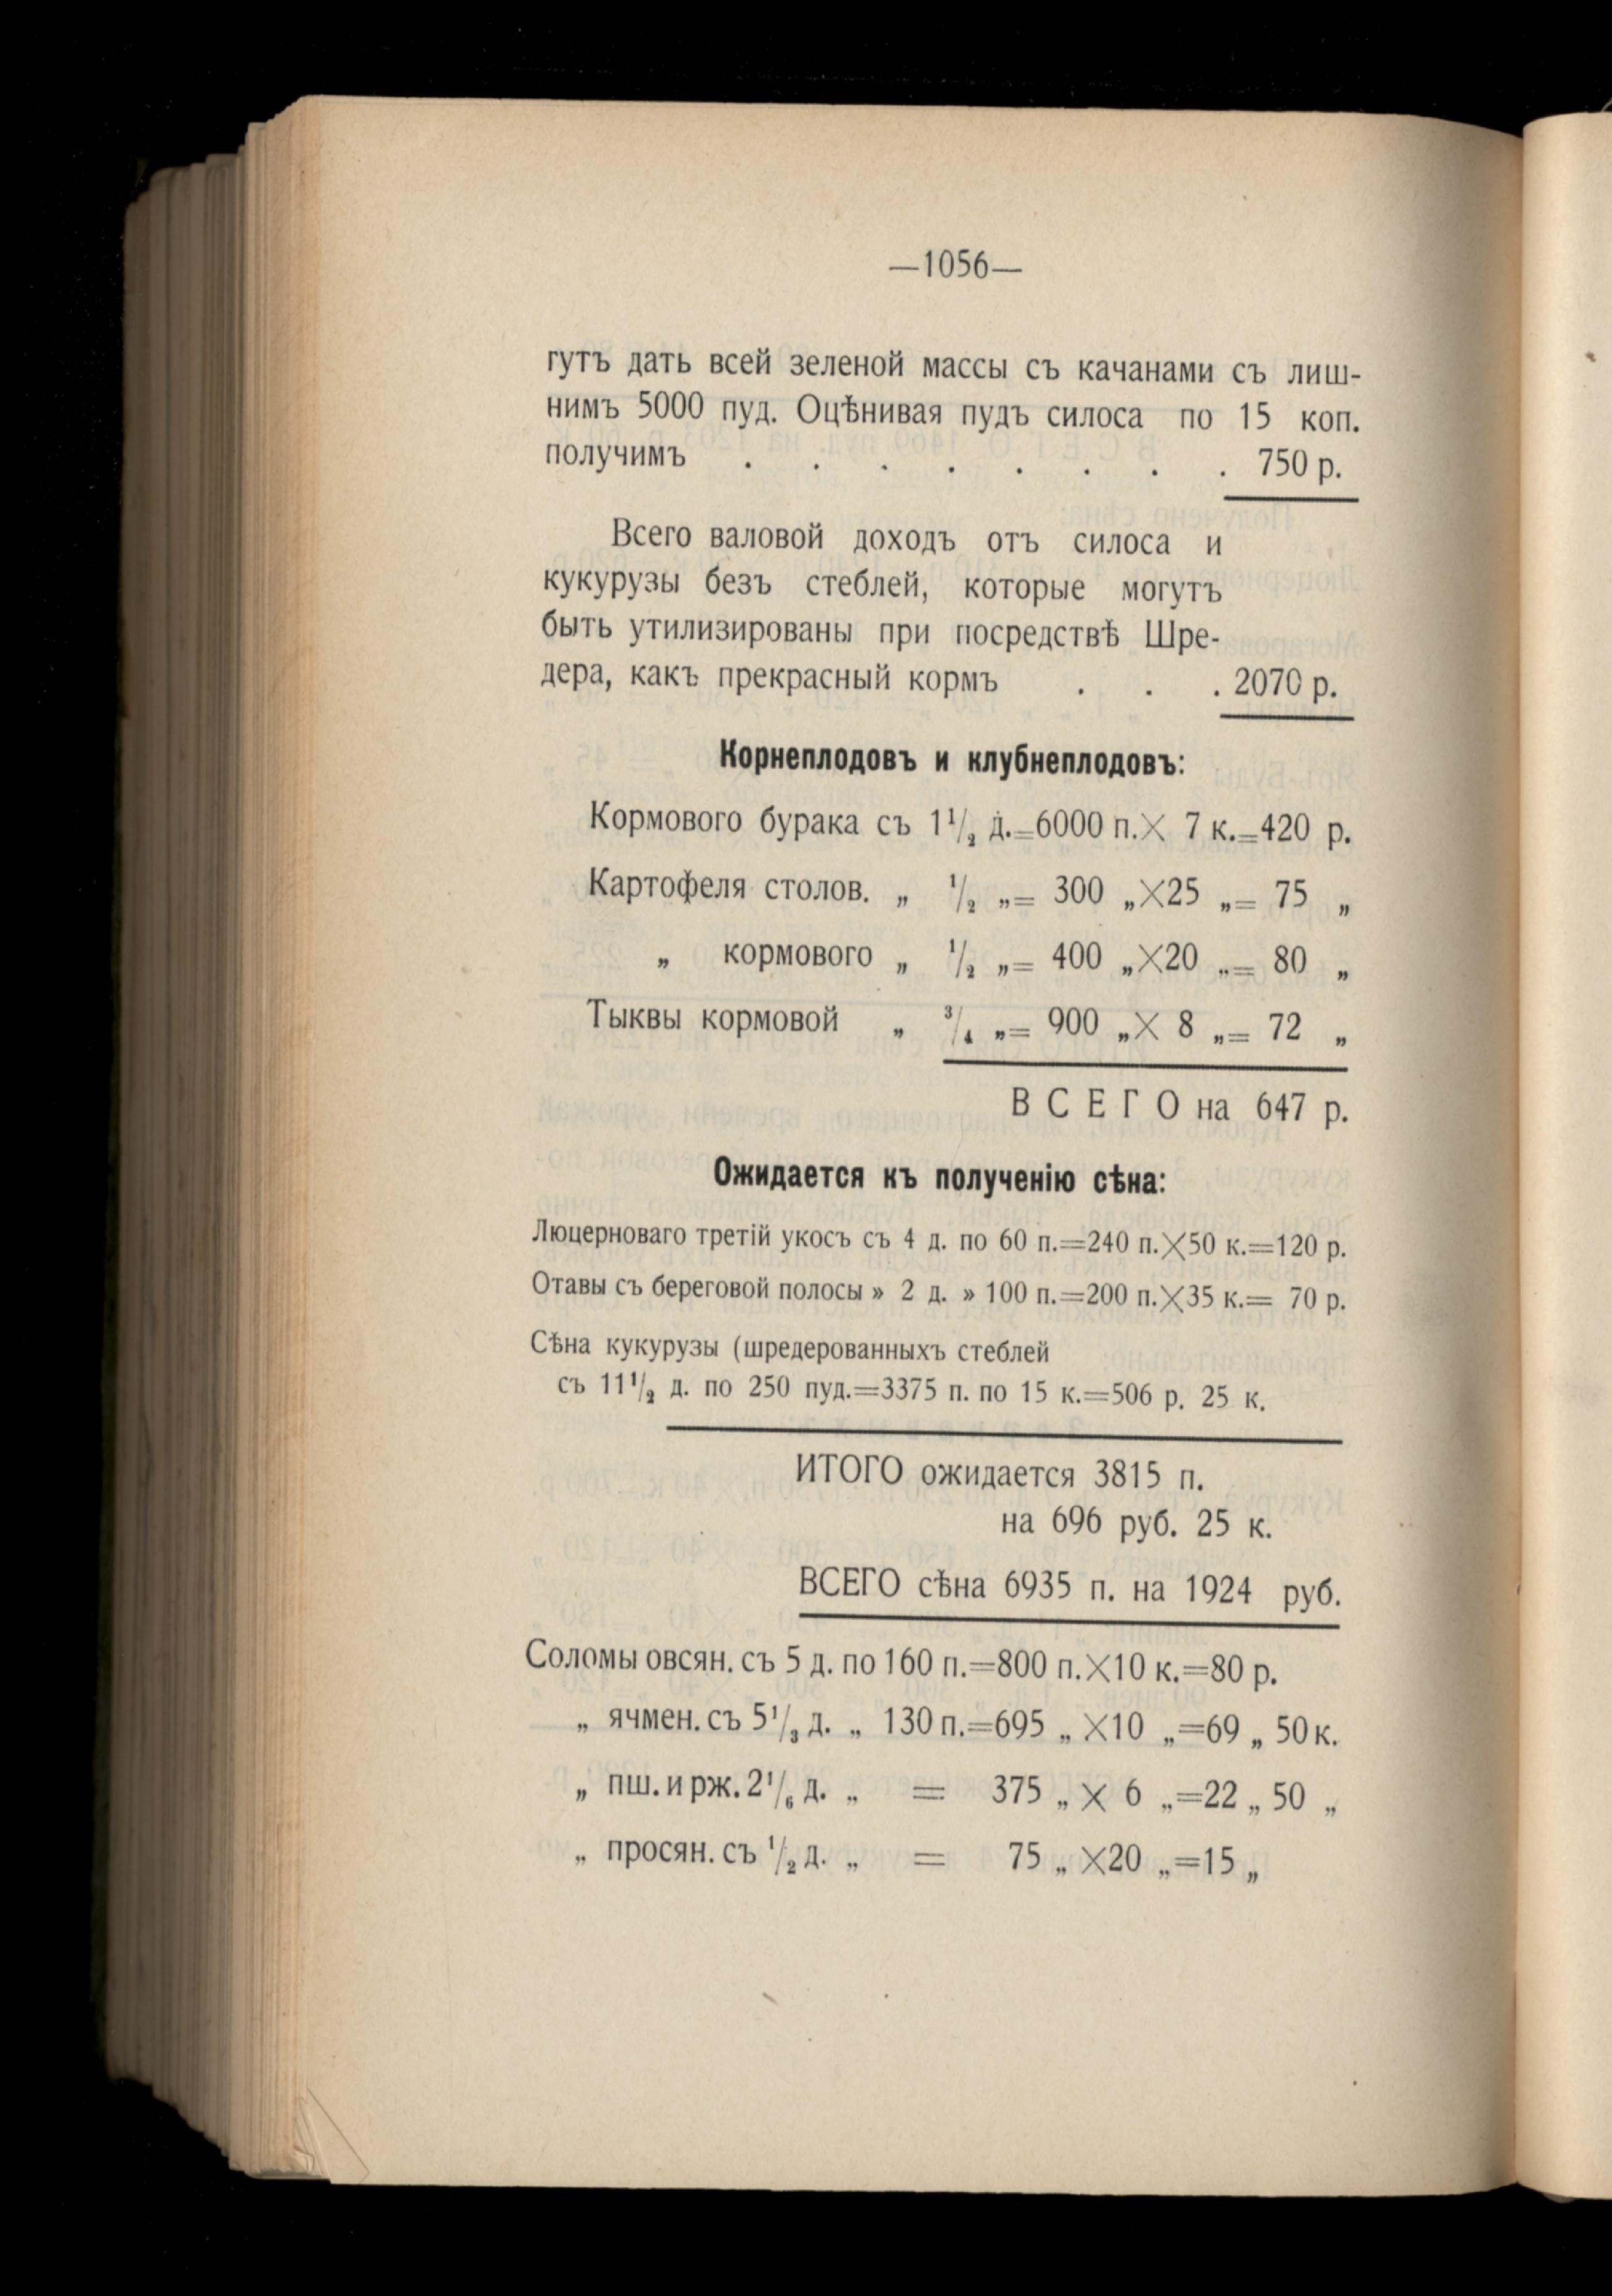 —1056—
гутъ дать всей зеленой массы съ качанами съ лиш-
нимъ 5000 пуд. Оцѣнивая пудъ силоса по 15 коп.
получимъ . . . . . . . . 750 р.
Всего валовой доходъ отъ силоса и
кукурузы безъ стеблей, которые могутъ
быть утилизированы при посредствѣ Шре-
дера, какъ прекрасный кормъ . . . 2070 р.
Корнеплодовъ и клубнеплодовъ:
Кормового бурака съ 1¹/₂ д.=6000 п.× 7 к.=420 р.
Картофеля столов. „ ¹/₂ „= 300 „×25 „= 75 „
„ кормового „ ¹/₂ „= 400 „×20 „= 80 „
Тыквы кормовой „ ³/₄ „= 900 „× 8 „= 72 „
ВСЕГО на 647 р.
Ожидается къ полученію сѣна:
Люцерноваго третій укосъ съ 4 д. по 60 п.=240 п.×50 к.=120 р.
Отавы съ береговой полосы » 2 д. » 100 п.=200 п.×35 к.= 70 р.
Сѣна кукурузы (шредерованныхъ стеблей
съ 11¹/₂ д. по 250 пуд.=3375 п. по 15 к.=506 р. 25 к.
ИТОГО ожидается 3815 п.
на 696 руб. 25 к.
ВСЕГО сѣна 6935 п. на 1924 руб.
Соломы овсян. съ 5 д. по 160 п.=800 п.×10 к.=80 р.
„ ячмен. съ 5¹/₃ д. „ 130 п.=695 „ ×10 „=69 „ 50 к.
„ пш. и рж. 2¹/₆ д. „ = 375 „ × 6 „=22 „ 50 „
„ просян. съ ¹/₂ д. „ = 75 „ ×20 „=15 „